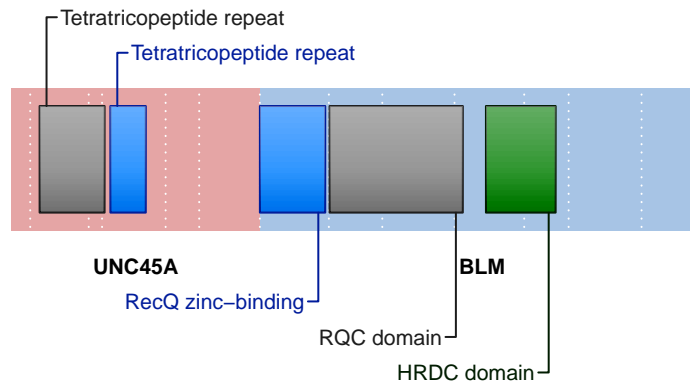 Tetratricopeptide repeat
Tetratricopeptide repeat
UNC45A
BLM
RecQ zinc−binding
RQC domain
HRDC domain